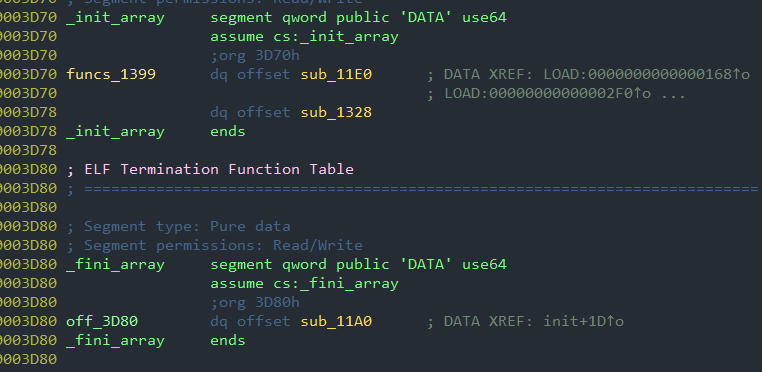 0003D70 ; Segment permissions: Read/Write
0003D70 _init_array segment qword public 'DATA' use64
0003D70 assume cs:_init_array
0003D70 ;org 3D70h
0003D70 funcs_1399 dq offset sub_11E0 ; DATA XREF: LOAD:0000000000000168↑o
0003D70 ; LOAD:00000000000002F0↑o ...
0003D78 dq offset sub_1328
0003D78 _init_array ends
0003D78
0003D80 ; ELF Termination Function Table
0003D80 ; ===========================================================================
0003D80
0003D80 ; Segment type: Pure data
0003D80 ; Segment permissions: Read/Write
0003D80 _fini_array segment qword public 'DATA' use64
0003D80 assume cs:_fini_array
0003D80 ;org 3D80h
0003D80 off_3D80 dq offset sub_11A0 ; DATA XREF: init+1D↑o
0003D80 _fini_array ends
0003D80